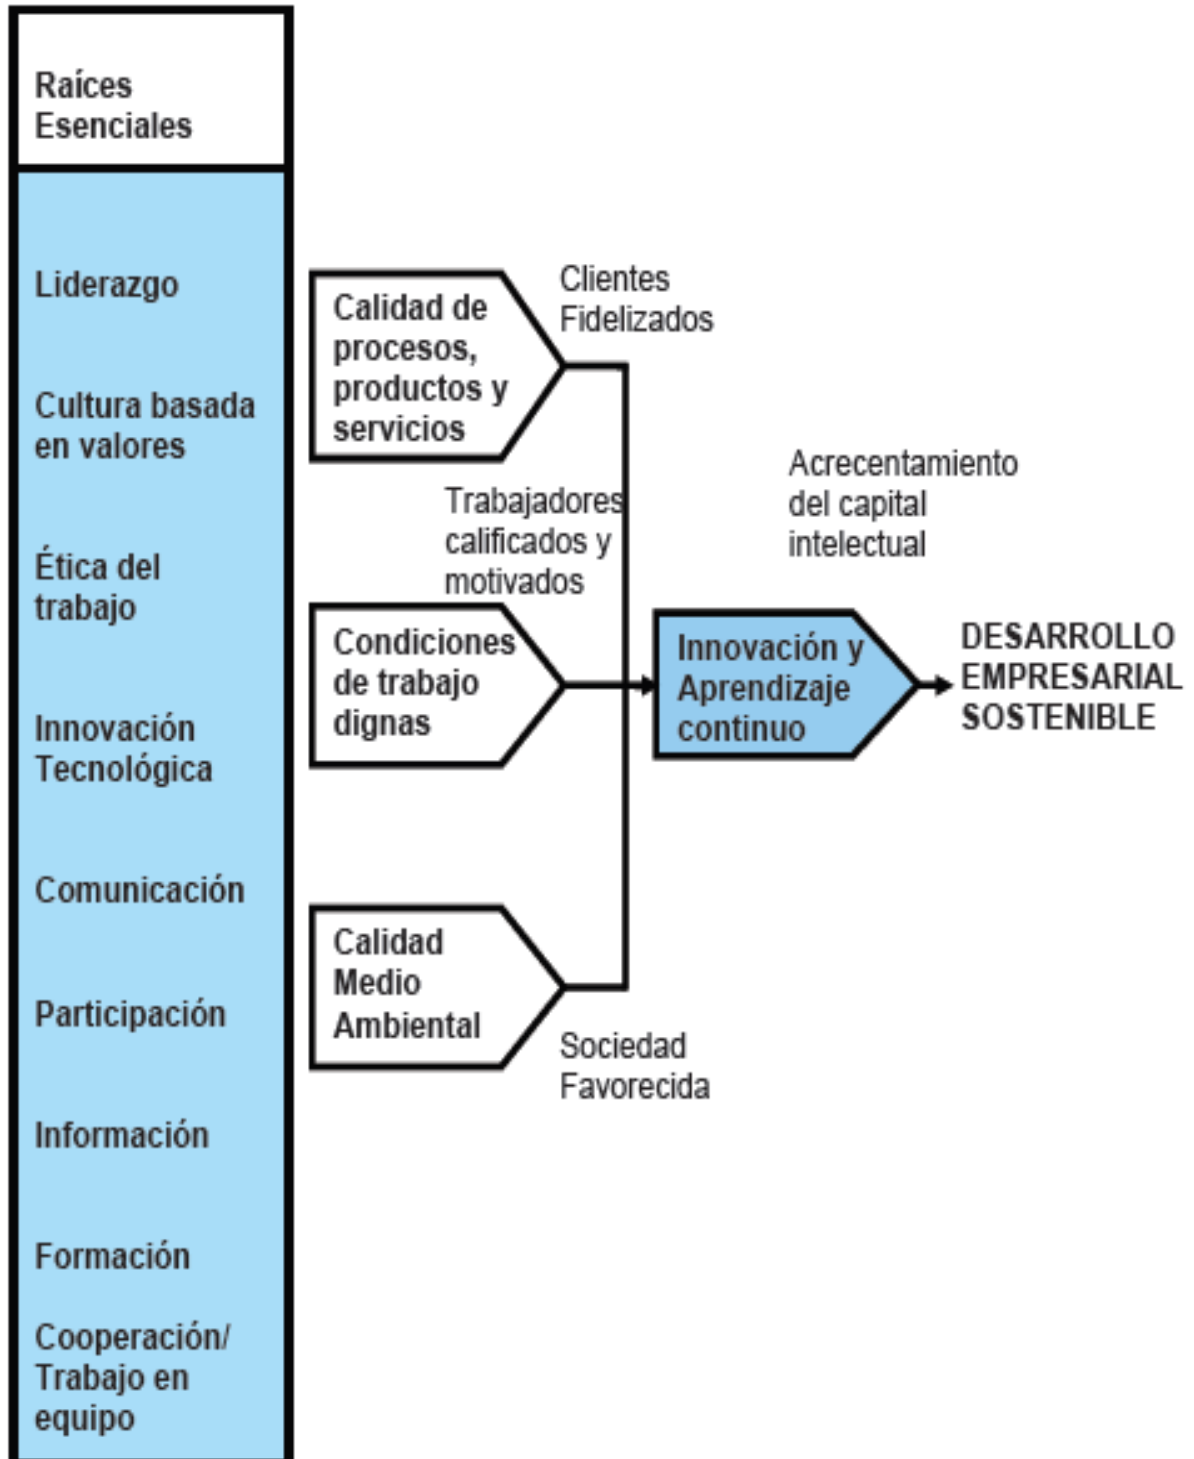 Raíces
Esenciales
Liderazgo
Cultura basada
en valores
Ética del
trabajo
Innovación
Tecnológica
Comunicación
Participación
Información
Formación
Cooperación/
Trabajo en
equipo
Calidad de
procesos,
productos y
servicios
Clientes
Fidelizados
Trabajadores
calificados y
motivados
Condiciones
de trabajo
dignas
Calidad
Medio
Ambiental
Sociedad
Favorecida
Acrecentamiento
del capital
intelectual
Innovación y
Aprendizaje
continuo
DESARROLLO
EMPRESARIAL
SOSTENIBLE